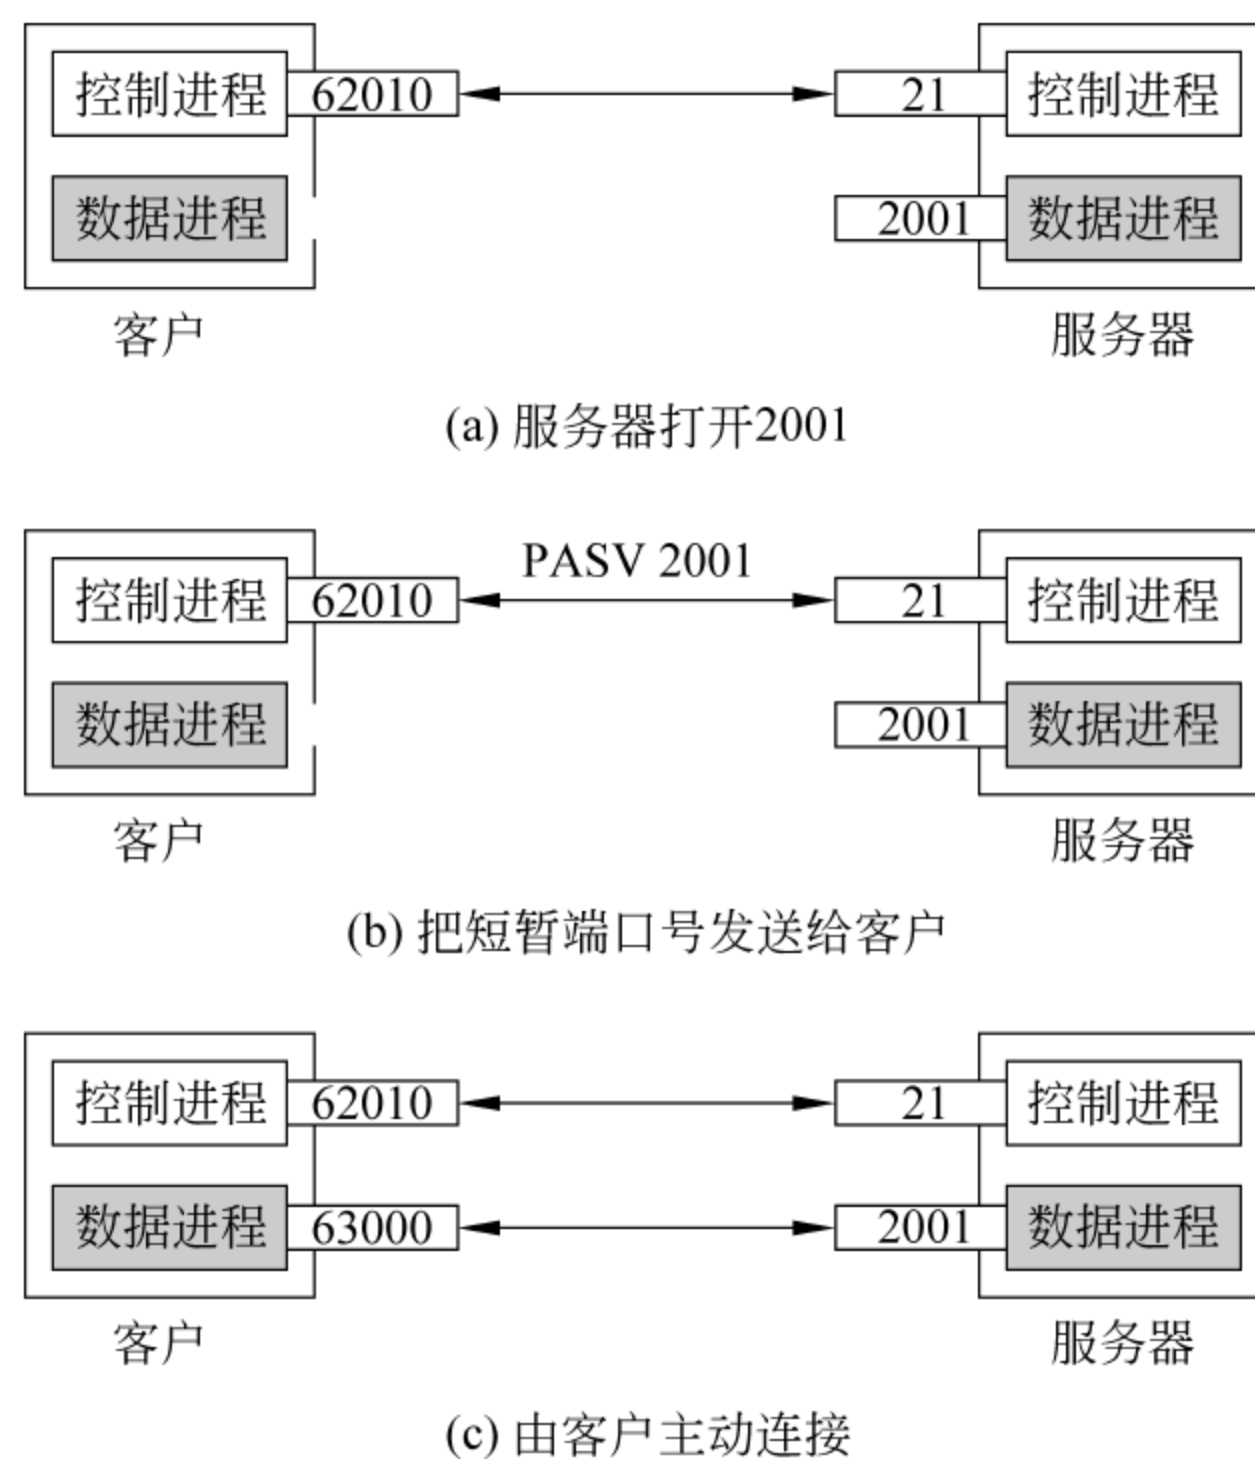 控制进程 62010 21 控制进程
数据进程 2001 数据进程
客户 服务器
(a) 服务器打开2001
PASV 2001
控制进程 62010 21 控制进程
数据进程 2001 数据进程
客户 服务器
(b) 把短暂端口号发送给客户
控制进程 62010 21 控制进程
数据进程 63000 2001 数据进程
客户 服务器
(c) 由客户主动连接